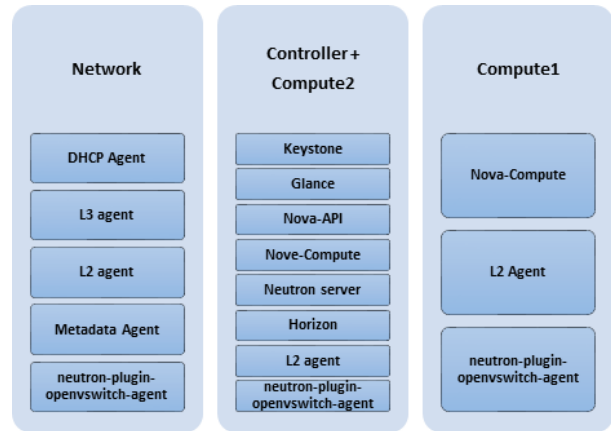 Network
DHCP Agent
L3 agent
L2 agent
Metadata Agent
neutron-plugin-
openvswitch-agent
Controller +
Compute2
Keystone
Glance
Nova-API
Nove-Compute
Neutron server
Horizon
L2 agent
neutron-plugin-
openvswitch-agent
Compute1
Nova-Compute
L2 Agent
neutron-plugin-
openvswitch-agent